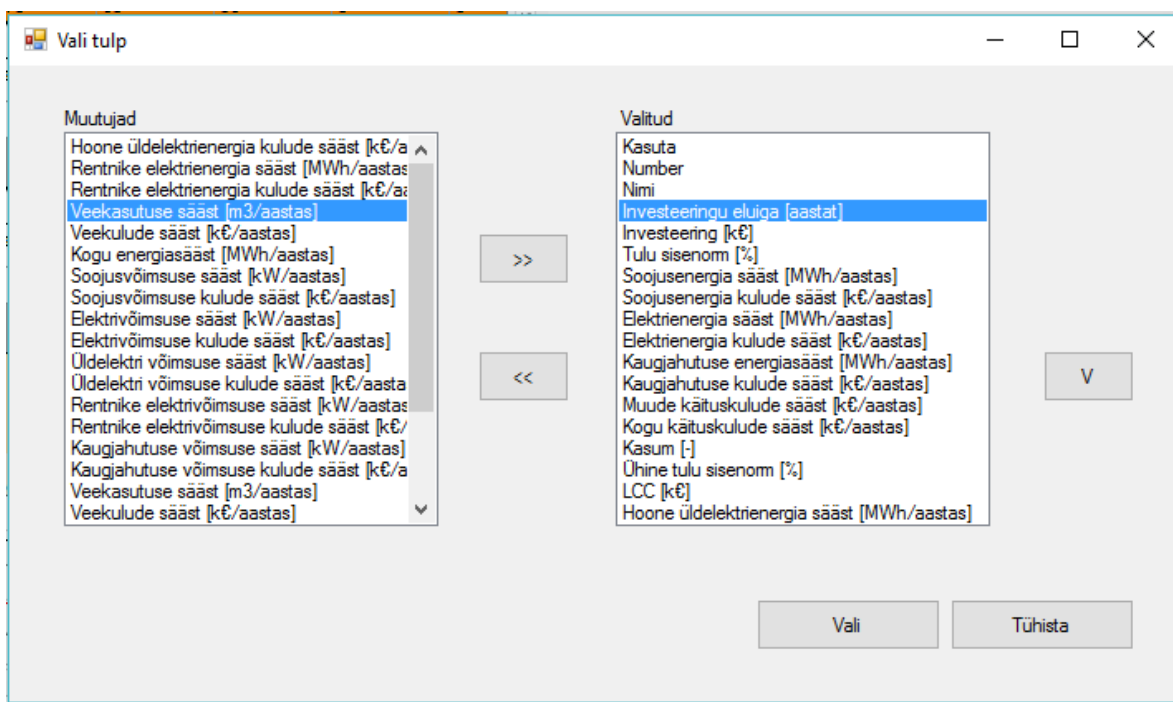 Vali tulp
Muutujad
Hoone üldelektrienergia kulude sääst [k€/a
Rentnike elektrienergia sääst [MWh/aastas
Rentnike elektrienergia kulude sääst [k€/aa
Veekasutuse sääst [m3/aastas]
Veekulude sääst [k€/aastas]
Kogu energiasääst [MWh/aastas]
Soojusvõimsuse sääst [kW/aastas]
Soojusvõimsuse kulude sääst [k€/aastas]
Elektrivõimsuse sääst [kW/aastas]
Elektrivõimsuse kulude sääst [k€/aastas]
Üldelektri võimsuse sääst [kW/aastas]
Üldelektri võimsuse kulude sääst [k€/aasta
Rentnike elektrivõimsuse sääst [kW/aastas
Rentnike elektrivõimsuse kulude sääst [k€/
Kaugjahutuse võimsuse sääst [kW/aastas]
Kaugjahutuse võimsuse kulude sääst [k€/a
Veekasutuse sääst [m3/aastas]
Veekulude sääst [k€/aastas]
>>
<<
Valitud
Kasuta
Number
Nimi
Investeeringu eluiga [aastat]
Investeering [k€]
Tulu sisenorm [%]
Soojusenergia sääst [MWh/aastas]
Soojusenergia kulude sääst [k€/aastas]
Elektrienergia sääst [MWh/aastas]
Elektrienergia kulude sääst [k€/aastas]
Kaugjahutuse energiasääst [MWh/aastas]
Kaugjahutuse kulude sääst [k€/aastas]
Muude käituskulude sääst [k€/aastas]
Kogu käituskulude sääst [k€/aastas]
Kasum [-]
Ühine tulu sisenorm [%]
LCC [k€]
Hoone üldelektrienergia sääst [MWh/aastas]
V
Vali
Tühista